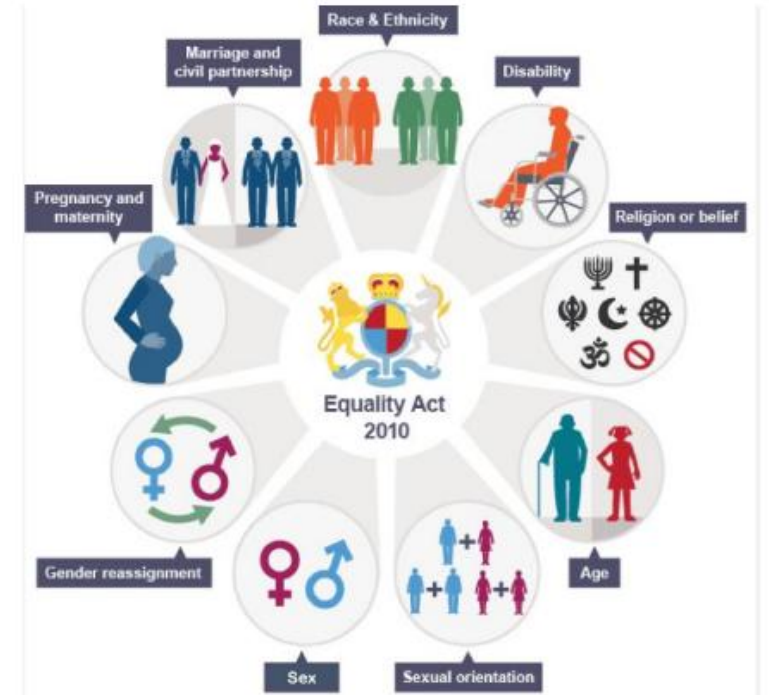 Race & Ethnicity
Marriage and
civil partnership
Disability
Pregnancy and
maternity
Religion or belief
Equality Act
2010
Gender reassignment
Age
Sex
Sexual orientation